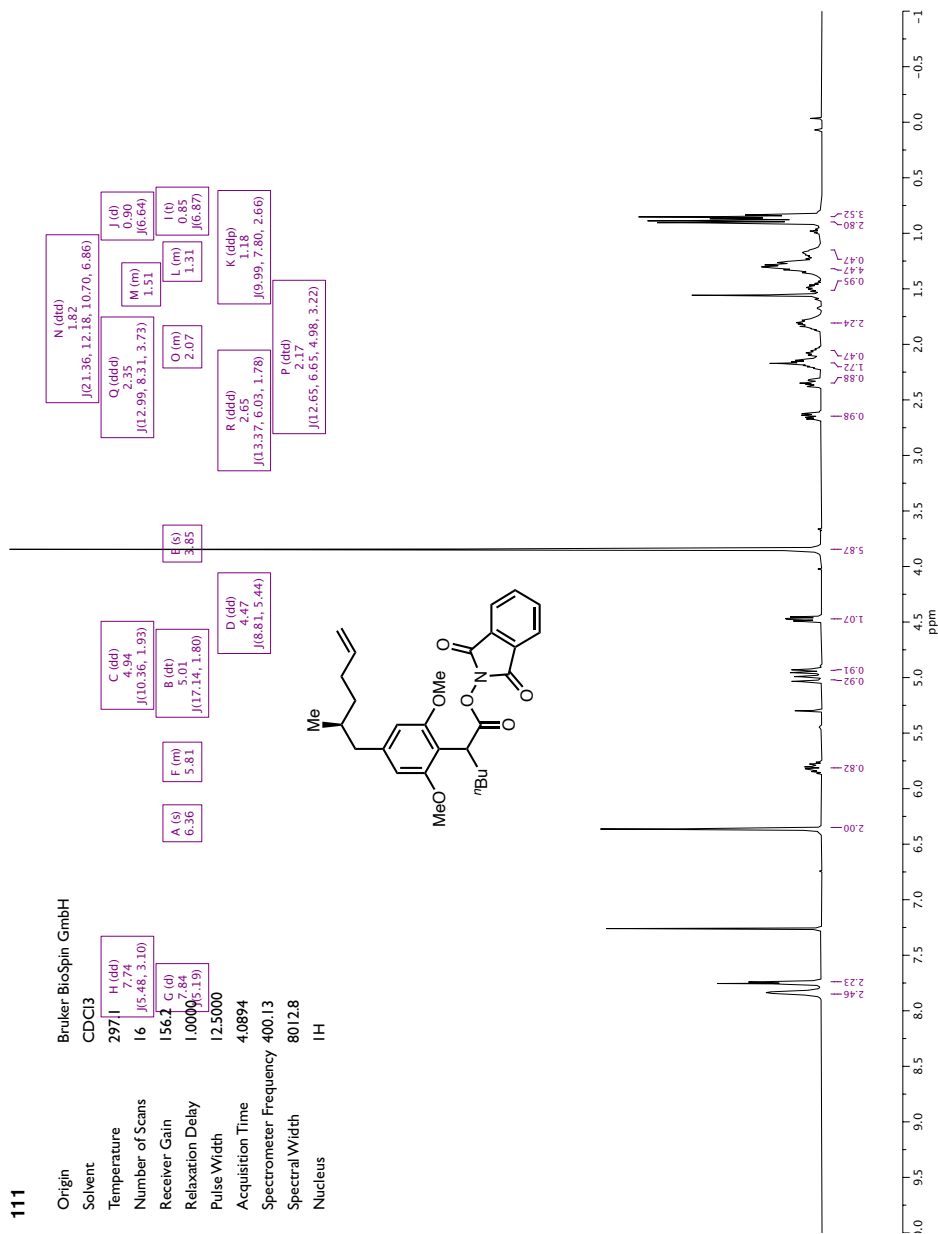 111
Origin Bruker BioSpin GmbH
Solvent CDCl3
Temperature 297.1
Number of Scans 16
Receiver Gain 156.2
Relaxation Delay 1.0000
Pulse Width 12.5000
Acquisition Time 4.0894
Spectrometer Frequency 400.13
Spectral Width 8012.8
Nucleus 1H
H (dd)
7.74
J(5.48, 3.10)
G (d)
7.84
J(5.19)
A (s)
6.36
F (m)
5.81
C (dd)
4.94
J(10.36, 1.93)
B (dt)
5.01
J(17.14, 1.80)
D (dd)
4.47
J(8.81, 5.44)
E (s)
3.85
N (dtd)
1.82
J(21.36, 12.18, 10.70, 6.86)
Q (ddd)
2.35
J(12.99, 8.31, 3.73)
O (m)
2.07
R (ddd)
2.65
J(13.37, 6.03, 1.78)
P (dtd)
2.17
J(12.65, 6.65, 4.98, 3.22)
M (m)
1.51
L (m)
1.31
J (d)
0.90
J(6.64)
I (t)
0.85
J(6.87)
K (ddp)
1.18
J(9.99, 7.80, 2.66)
Me
MeO
OMe
nBu
O
O
N
O
O
2.46
2.23
2.00
0.82
0.92
0.91
1.07
5.87
0.98
0.88
1.72
0.47
2.24
0.95
4.47
0.47
2.80
3.52
9.5 9.0 8.5 8.0 7.5 7.0 6.5 6.0 5.5 5.0 4.5 4.0 3.5 3.0 2.5 2.0 1.5 1.0 0.5 0.0 -0.5 -1
ppm